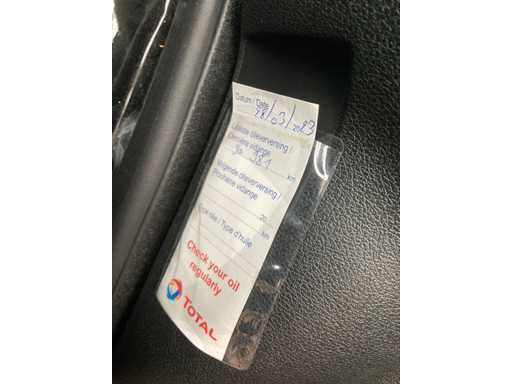 Datum / Date
28/03/2023
Laatste olieverversing /
Dernière vidange
km
Volgende olieverversing /
Prochaine vidange
20
km
Type olie / Type d'huile
Check your oil
regularly
TOTAL